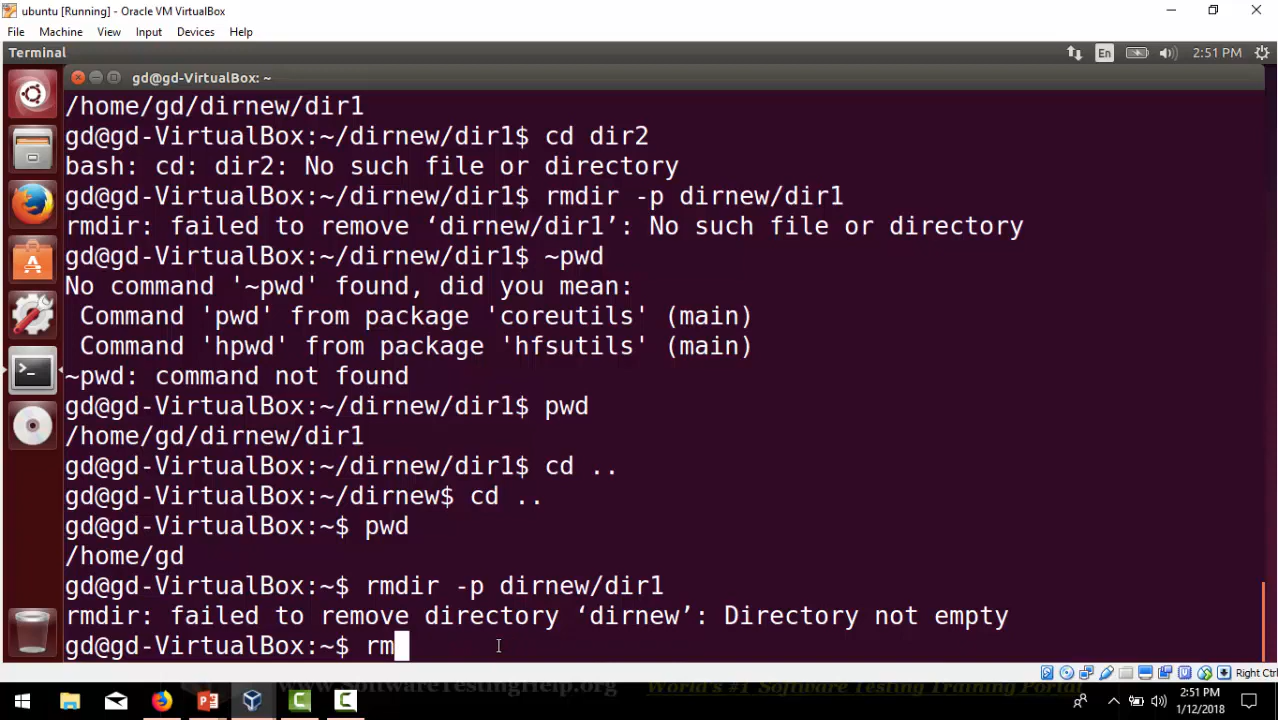 ubuntu [Running] - Oracle VM VirtualBox
File Machine View Input Devices Help
Terminal En 2:51 PM
gd@gd-VirtualBox: ~
/home/gd/dirnew/dir1
gd@gd-VirtualBox:~/dirnew/dir1$ cd dir2
bash: cd: dir2: No such file or directory
gd@gd-VirtualBox:~/dirnew/dir1$ rmdir -p dirnew/dir1
rmdir: failed to remove ‘dirnew/dir1’: No such file or directory
gd@gd-VirtualBox:~/dirnew/dir1$ ~pwd
No command '~pwd' found, did you mean:
 Command 'pwd' from package 'coreutils' (main)
 Command 'hpwd' from package 'hfsutils' (main)
~pwd: command not found
gd@gd-VirtualBox:~/dirnew/dir1$ pwd
/home/gd/dirnew/dir1
gd@gd-VirtualBox:~/dirnew/dir1$ cd ..
gd@gd-VirtualBox:~/dirnew$ cd ..
gd@gd-VirtualBox:~$ pwd
/home/gd
gd@gd-VirtualBox:~$ rmdir -p dirnew/dir1
rmdir: failed to remove directory ‘dirnew’: Directory not empty
gd@gd-VirtualBox:~$ rm
Right Ctrl
www.SoftwareTestingHelp.org World's #1 Software Testing Training Portal
2:51 PM
1/12/2018